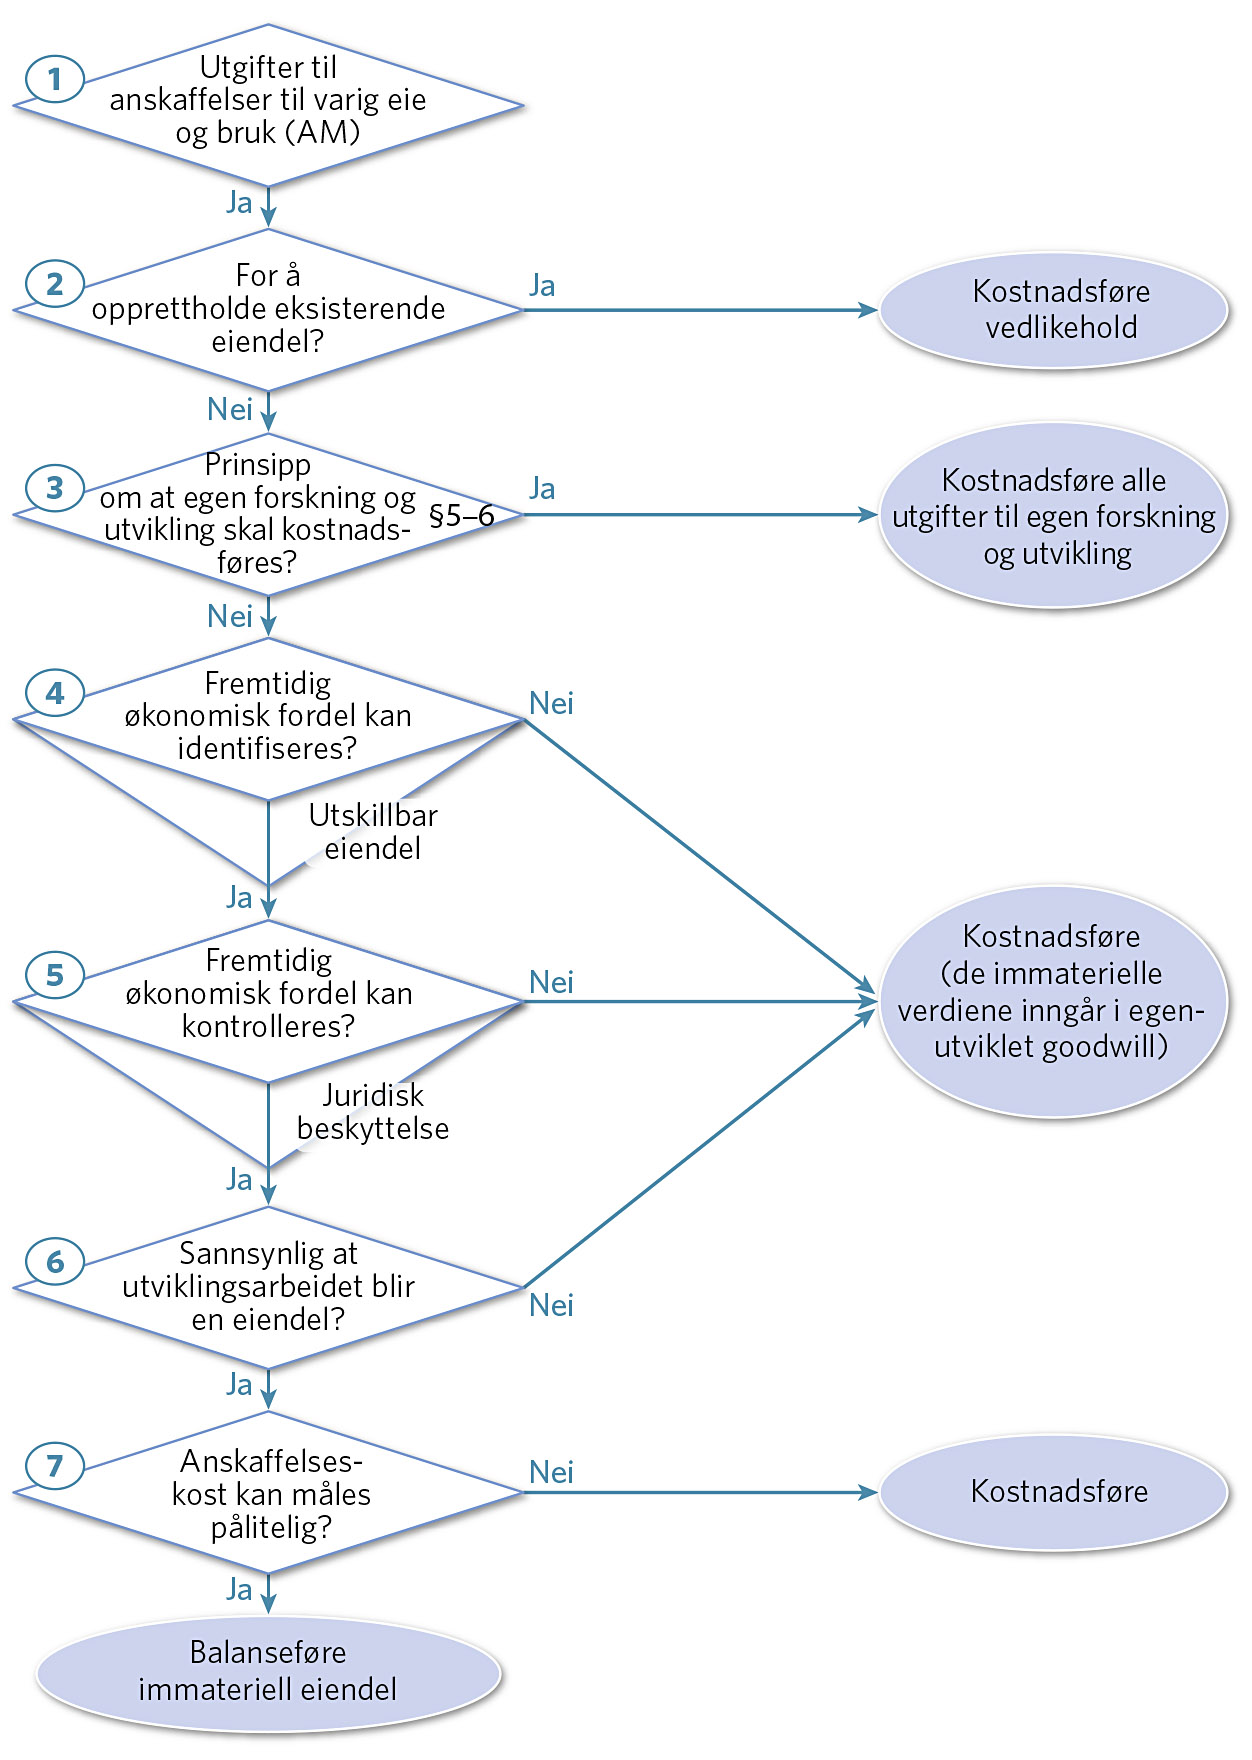 1
Utgifter til
anskaffelser til varig eie
og bruk (AM)
Ja
2
For å
opprettholde eksisterende
eiendel?
Ja
Kostnadsføre
vedlikehold
Nei
3
Prinsipp
om at egen forskning og
utvikling skal kostnads-
føres?
§5–6
Ja
Kostnadsføre alle
utgifter til egen forskning
og utvikling
Nei
4
Fremtidig
økonomisk fordel kan
identifiseres?
Nei
Utskillbar
eiendel
Ja
5
Fremtidig
økonomisk fordel kan
kontrolleres?
Nei
Kostnadsføre
(de immaterielle
verdiene inngår i egen-
utviklet goodwill)
Juridisk
beskyttelse
Ja
6
Sannsynlig at
utviklingsarbeidet blir
en eiendel?
Nei
Ja
7
Anskaffelses-
kost kan måles
pålitelig?
Nei
Kostnadsføre
Ja
Balanseføre
immateriell eiendel